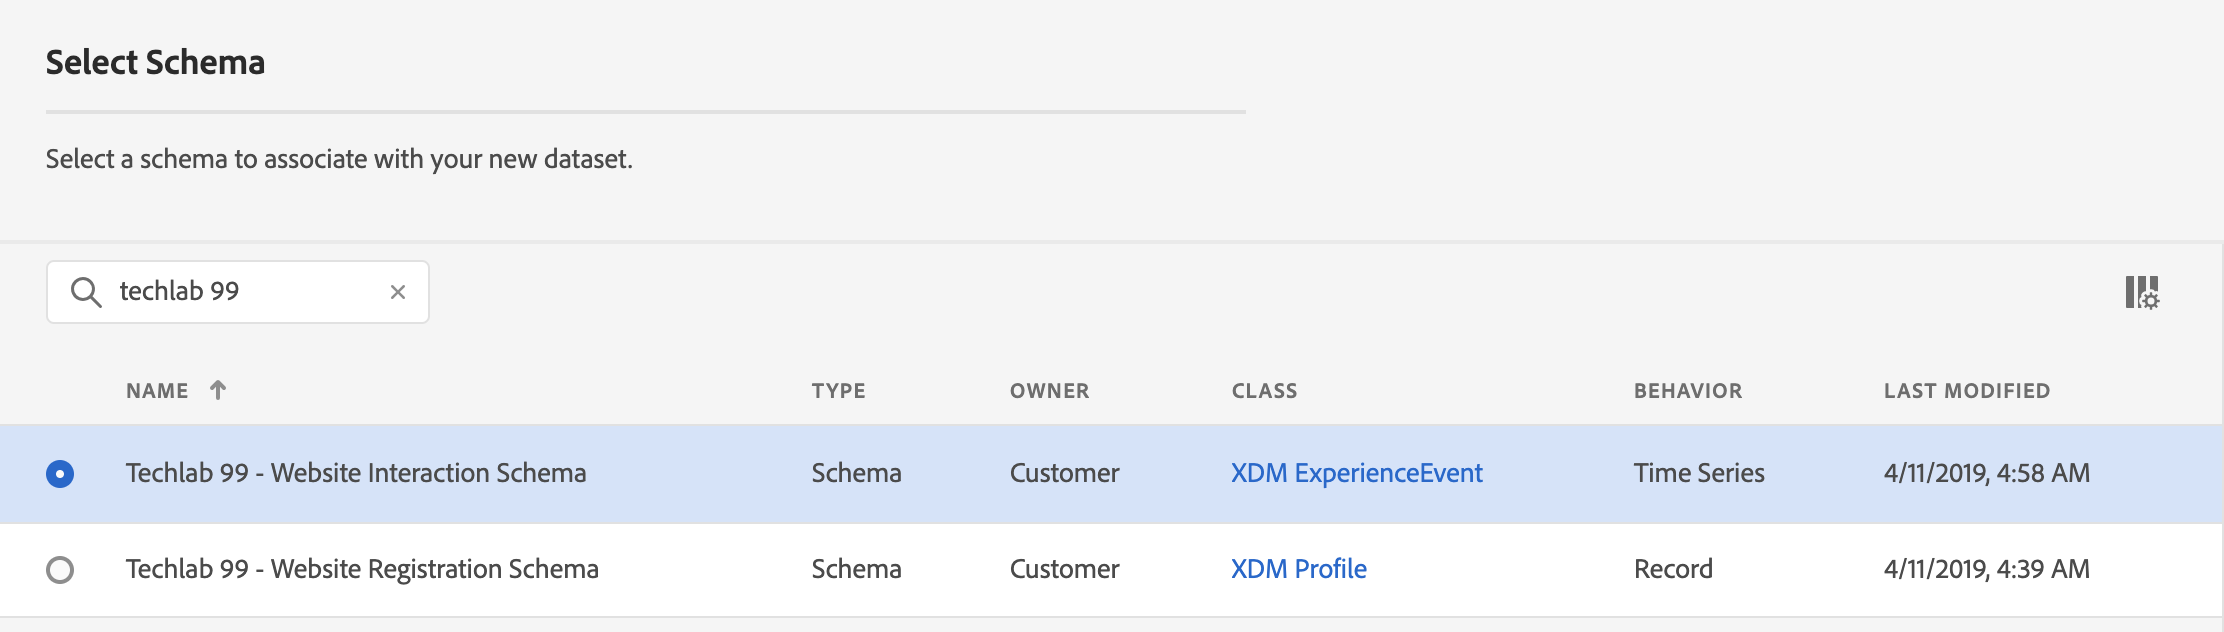 Select Schema
Select a schema to associate with your new dataset.
techlab 99
NAME TYPE OWNER CLASS BEHAVIOR LAST MODIFIED
Techlab 99 - Website Interaction Schema Schema Customer XDM ExperienceEvent Time Series 4/11/2019, 4:58 AM
Techlab 99 - Website Registration Schema Schema Customer XDM Profile Record 4/11/2019, 4:39 AM